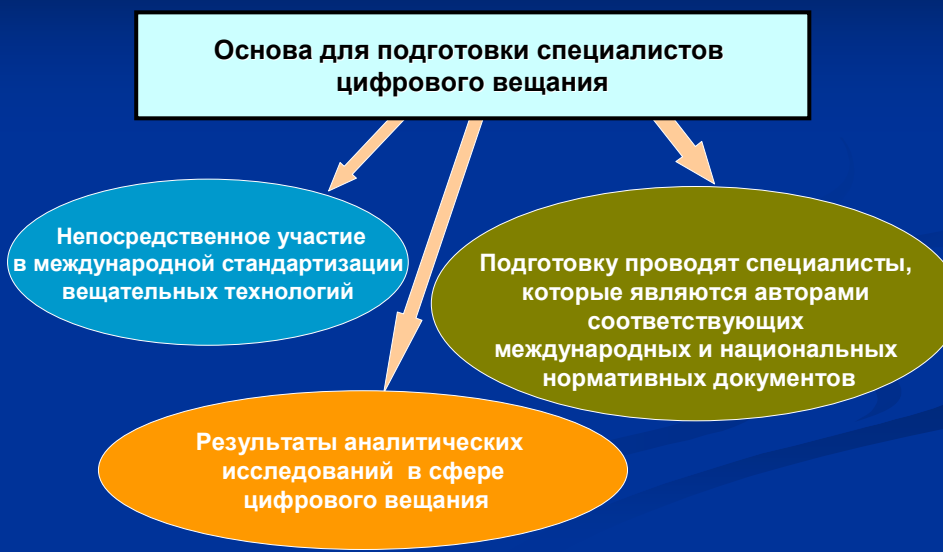 Основа для подготовки специалистов
цифрового вещания
Непосредственное участие
в международной стандартизации
вещательных технологий
Подготовку проводят специалисты,
которые являются авторами
соответствующих
международных и национальных
нормативных документов
Результаты аналитических
исследований в сфере
цифрового вещания